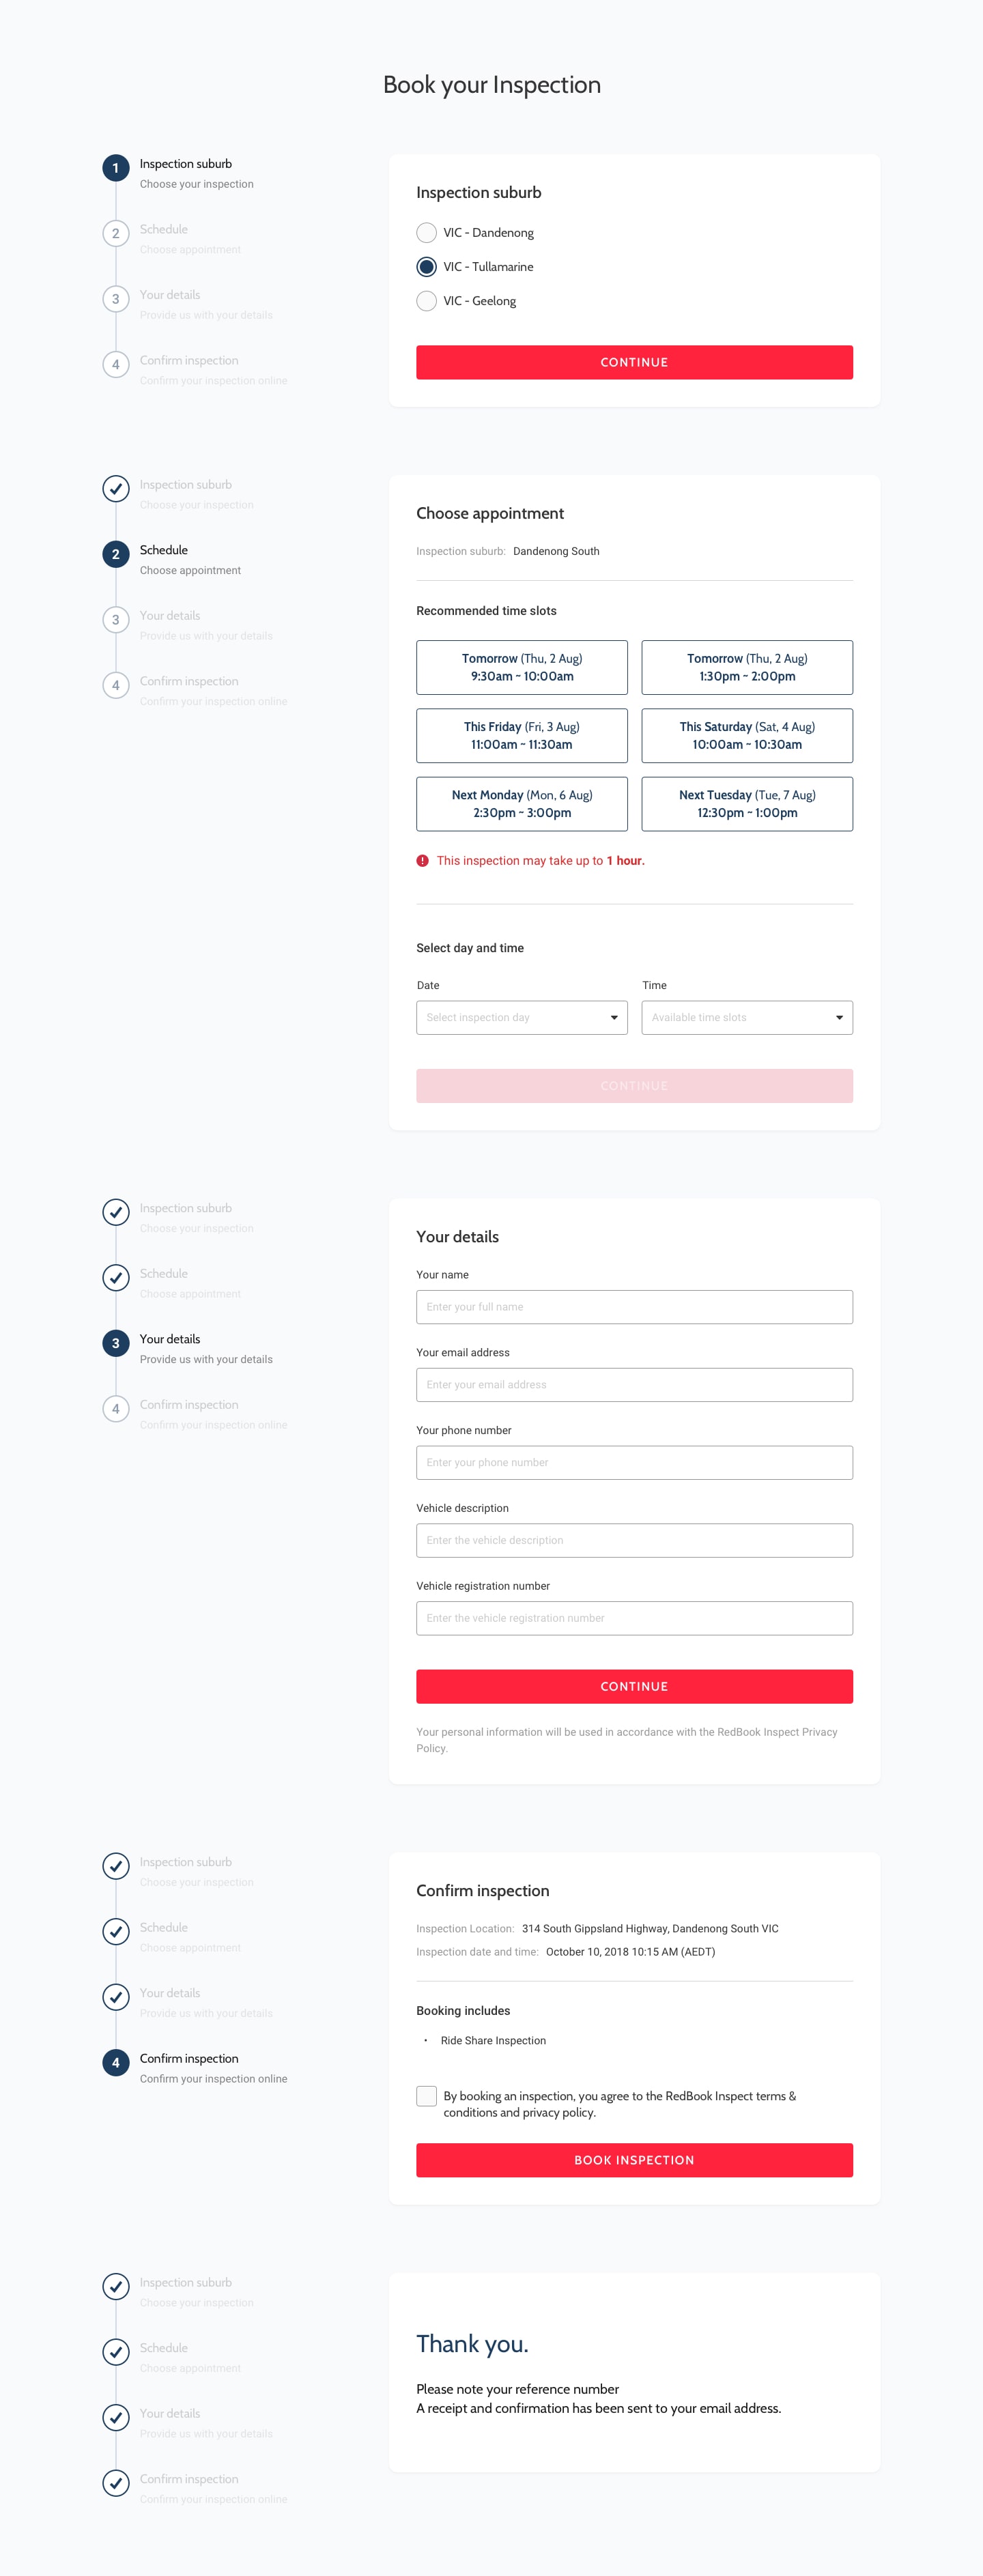 Book your Inspection
1
Inspection suburb
Choose your inspection
2
Schedule
Choose appointment
3
Your details
Provide us with your details
4
Confirm inspection
Confirm your inspection online
Inspection suburb
VIC - Dandenong
VIC - Tullamarine
VIC - Geelong
CONTINUE
Inspection suburb
Choose your inspection
2
Schedule
Choose appointment
3
Your details
Provide us with your details
4
Confirm inspection
Confirm your inspection online
Choose appointment
Inspection suburb: Dandenong South
Recommended time slots
Tomorrow (Thu, 2 Aug)
9:30am - 10:00am
Tomorrow (Thu, 2 Aug)
1:30pm - 2:00pm
This Friday (Fri, 3 Aug)
11:00am - 11:30am
This Saturday (Sat, 4 Aug)
10:00am - 10:30am
Next Monday (Mon, 6 Aug)
2:30pm - 3:00pm
Next Tuesday (Tue, 7 Aug)
12:30pm - 1:00pm
This inspection may take up to 1 hour.
Select day and time
Date
Select inspection day
Time
Available time slots
CONTINUE
Inspection suburb
Choose your inspection
Schedule
Choose appointment
3
Your details
Provide us with your details
4
Confirm inspection
Confirm your inspection online
Your details
Your name
Enter your full name
Your email address
Enter your email address
Your phone number
Enter your phone number
Vehicle description
Enter the vehicle description
Vehicle registration number
Enter the vehicle registration number
CONTINUE
Your personal information will be used in accordance with the RedBook Inspect Privacy
Policy.
Inspection suburb
Choose your inspection
Schedule
Choose appointment
Your details
Provide us with your details
4
Confirm inspection
Confirm your inspection online
Confirm inspection
Inspection Location: 314 South Gippsland Highway, Dandenong South VIC
Inspection date and time: October 10, 2018 10:15 AM (AEDT)
Booking includes
• Ride Share Inspection
By booking an inspection, you agree to the RedBook Inspect terms &
conditions and privacy policy.
BOOK INSPECTION
Inspection suburb
Choose your inspection
Schedule
Choose appointment
Your details
Provide us with your details
Confirm inspection
Confirm your inspection online
Thank you.
Please note your reference number
A receipt and confirmation has been sent to your email address.